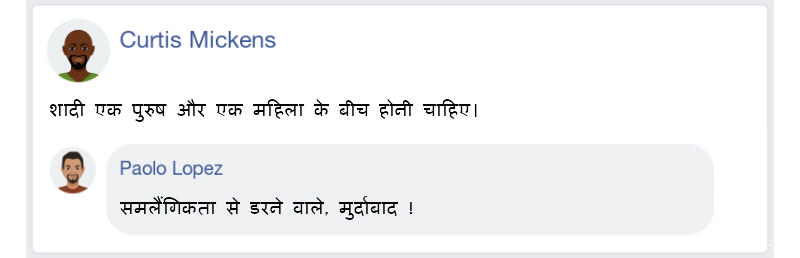 Curtis Mickens
शादी एक पुरुष और एक महिला के बीच होनी चाहिए।
Paolo Lopez
समलैंगिकता से डरने वाले, मुर्दाबाद !